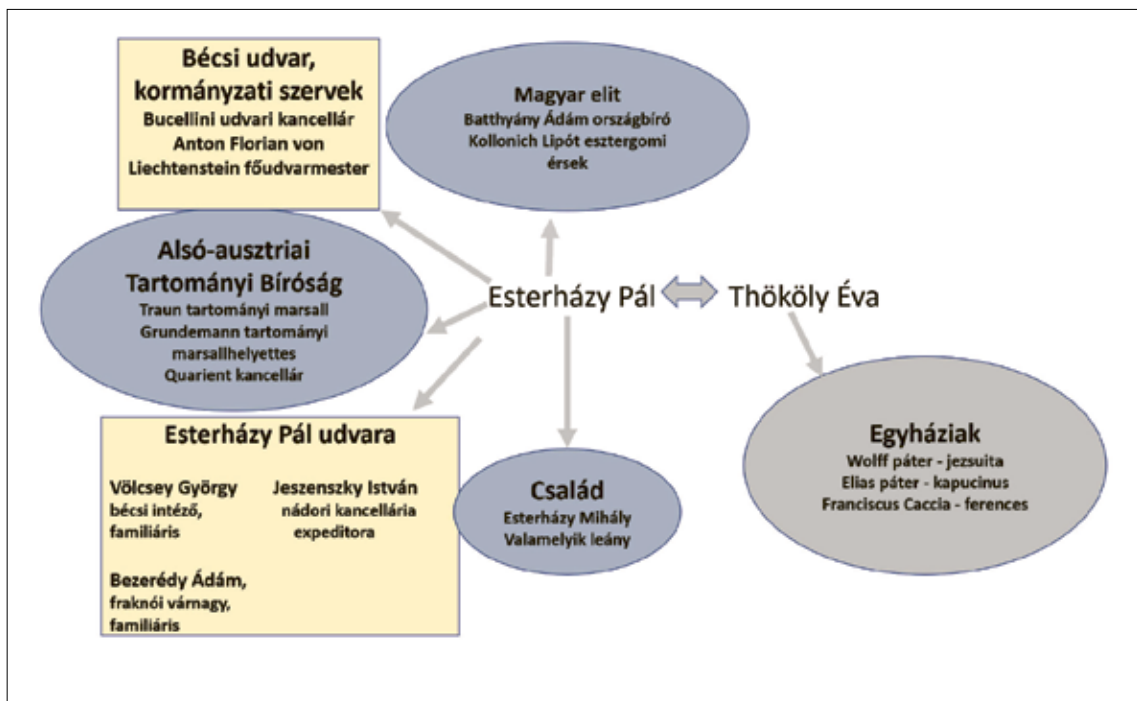 Bécsi udvar,
kormányzati szervek
Bucellini udvari kancellár
Anton Florian von
Liechtenstein főudvarmester
Magyar elit
Batthyány Ádám országbíró
Kollonich Lipót esztergomi
érsek
Alsó-ausztriai
Tartományi Bíróság
Traun tartományi marsall
Grundemann tartományi
marsallhelyettes
Quarient kancellár
Esterházy Pál
Thököly Éva
Esterházy Pál udvara
Völcsey György
bécsi intéző,
familiáris
Jeszenszky István
nádori kancellária
expeditora
Bezerédy Ádám,
fraknói várnagy,
familiáris
Család
Esterházy Mihály
Valamelyik leány
Egyháziak
Wolff páter - jezsuita
Elias páter - kapucinus
Franciscus Caccia - ferences